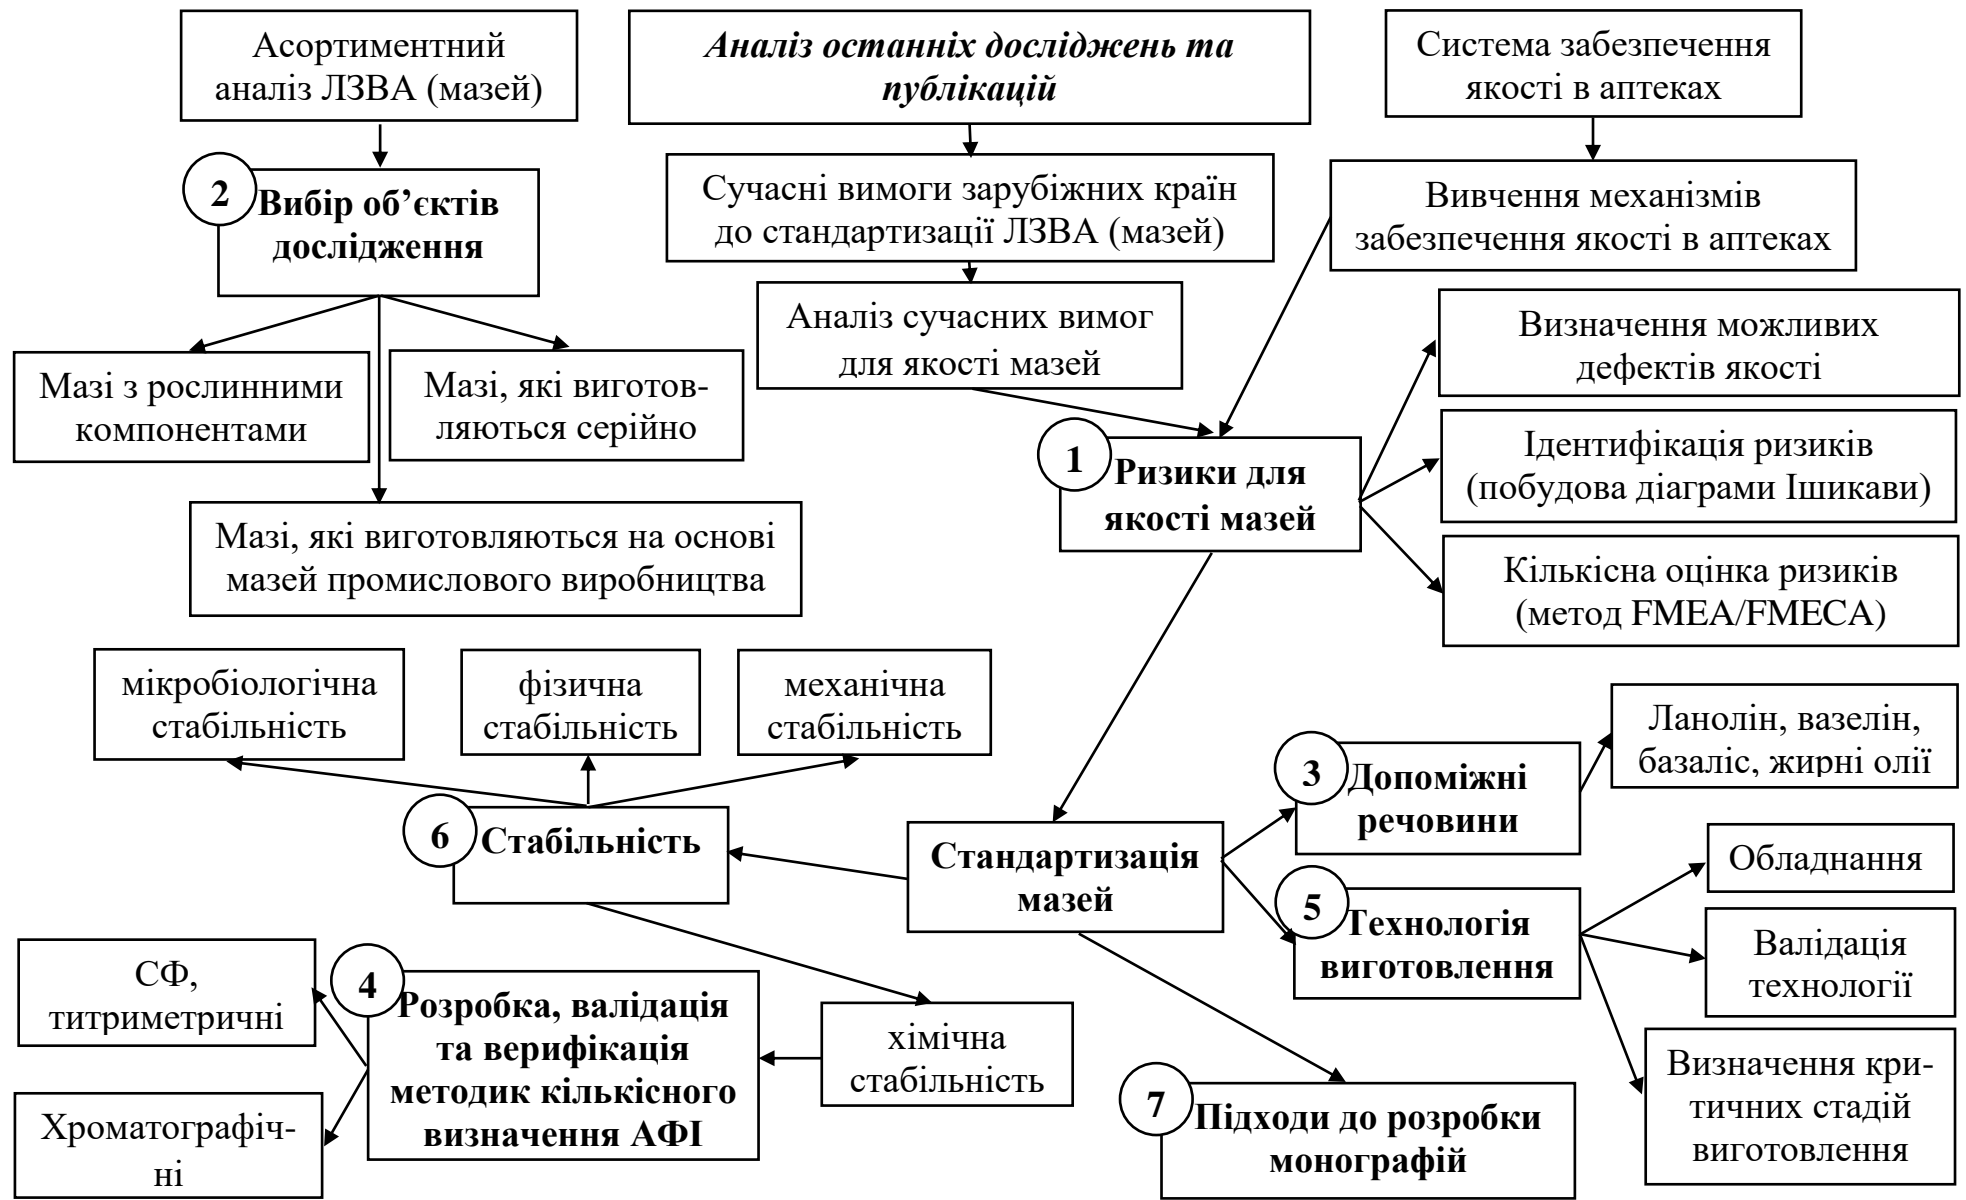 Асортиментний
аналіз ЛЗВА (мазей)
Аналіз останніх досліджень та
публікацій
Система забезпечення
якості в аптеках
2
Вибір об’єктів
дослідження
Сучасні вимоги зарубіжних країн
до стандартизації ЛЗВА (мазей)
Вивчення механізмів
забезпечення якості в аптеках
Аналіз сучасних вимог
для якості мазей
Визначення можливих
дефектів якості
Мазі з рослинними
компонентами
Мазі, які виготов-
ляються серійно
1
Ризики для
якості мазей
Ідентифікація ризиків
(побудова діаграми Ішикави)
Мазі, які виготовляються на основі
мазей промислового виробництва
Кількісна оцінка ризиків
(метод FMEA/FMECA)
мікробіологічна
стабільність
фізична
стабільність
механічна
стабільність
Ланолін, вазелін,
базаліс, жирні олії
3
Допоміжні
речовини
6
Стабільність
Стандартизація
мазей
Обладнання
5
Технологія
виготовлення
Валідація
технології
СФ,
титриметричні
4
Розробка, валідація
та верифікація
методик кількісного
визначення АФІ
хімічна
стабільність
Визначення кри-
тичних стадій
виготовлення
Хроматографіч-
ні
7
Підходи до розробки
монографій